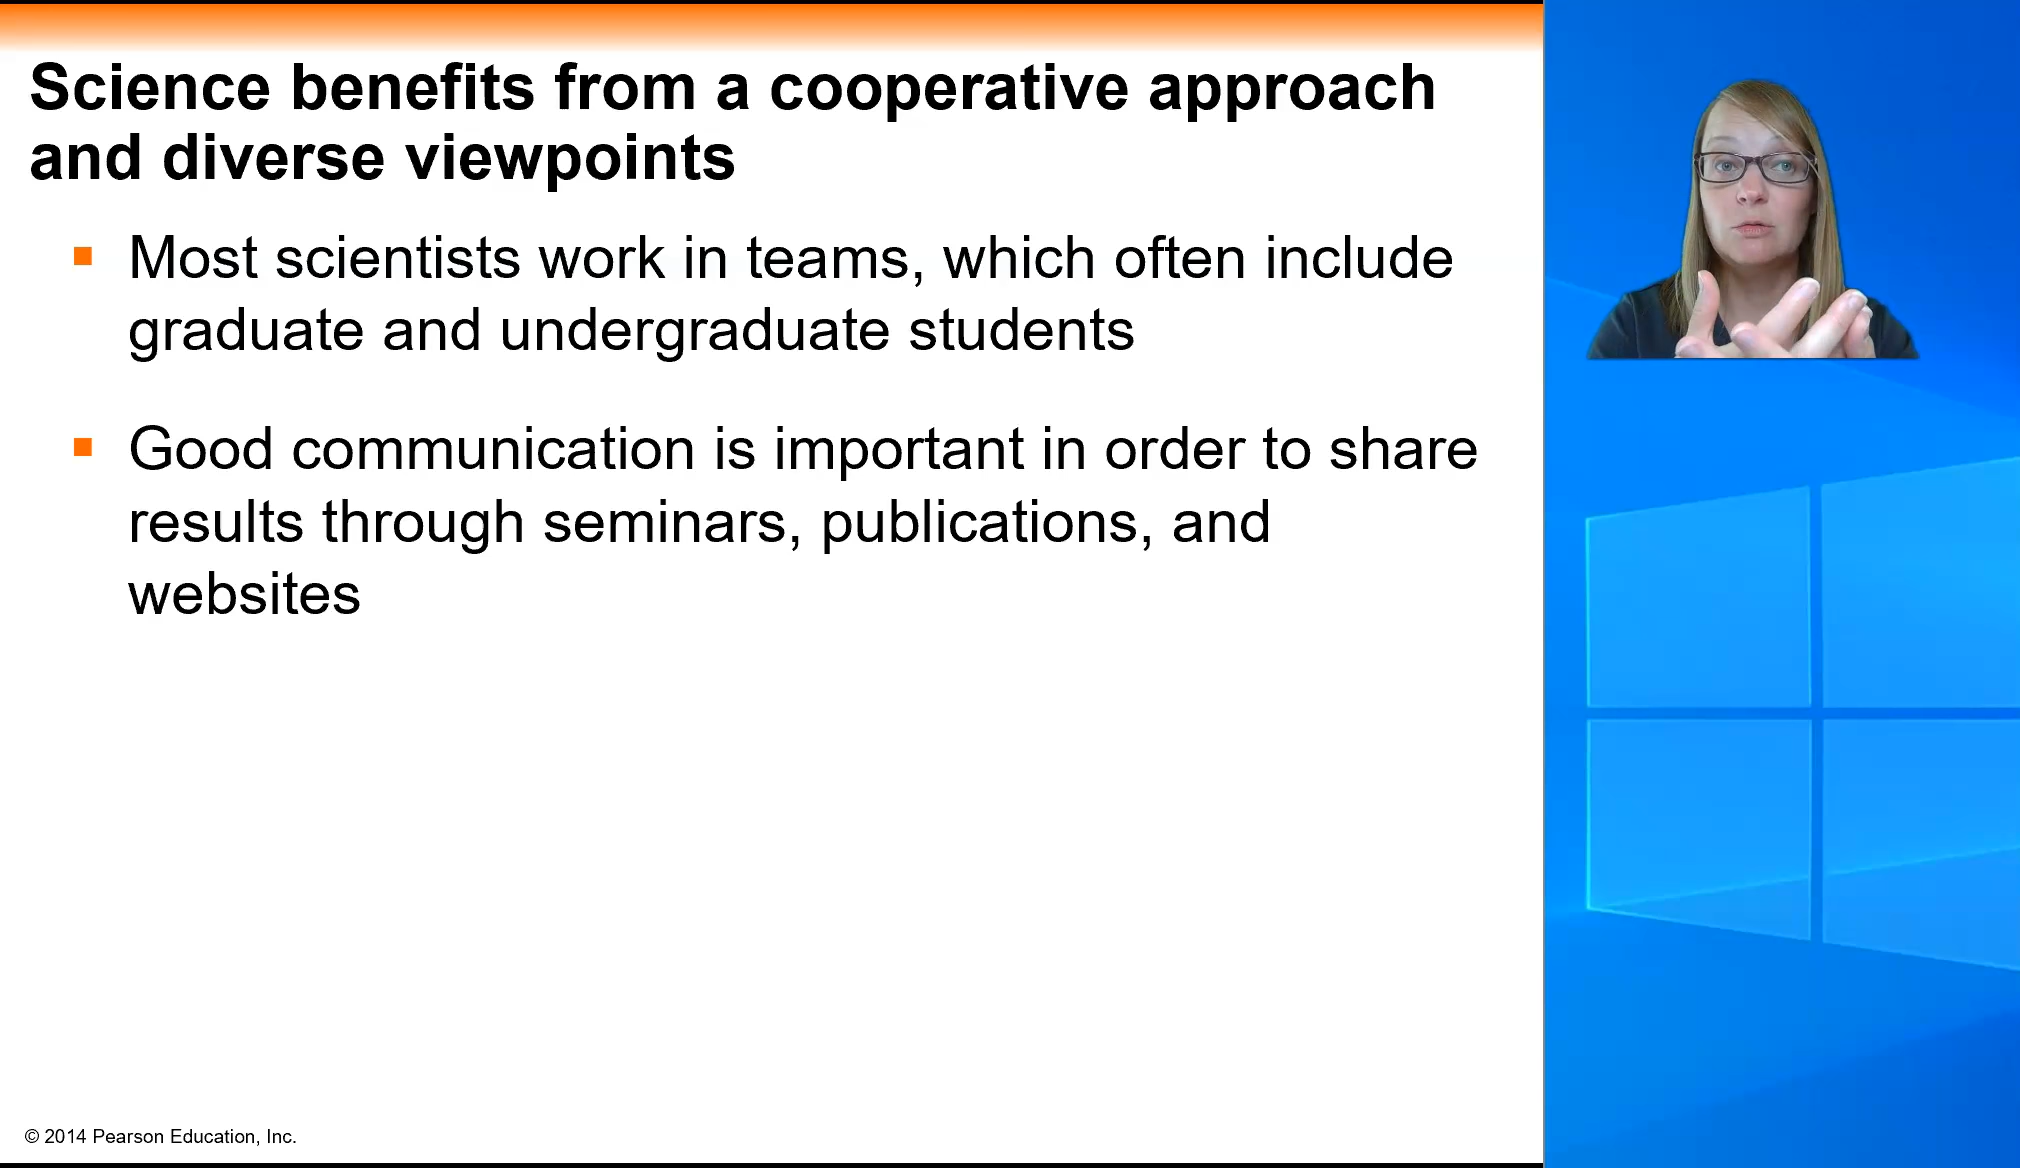 Science benefits from a cooperative approach
and diverse viewpoints
Most scientists work in teams, which often include
graduate and undergraduate students
Good communication is important in order to share
results through seminars, publications, and
websites
© 2014 Pearson Education, Inc.